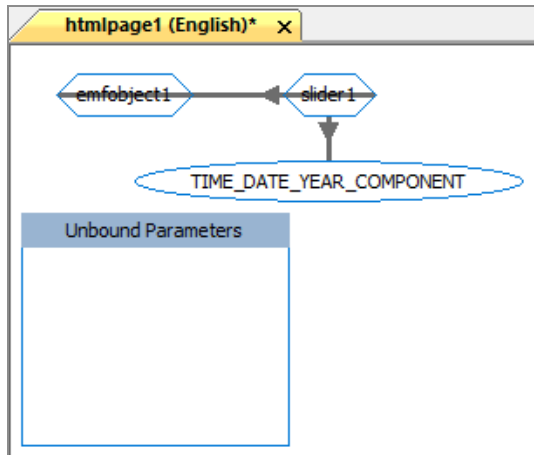 htmlpage1 (English)* x
emfobject1 slider1
TIME_DATE_YEAR_COMPONENT
Unbound Parameters